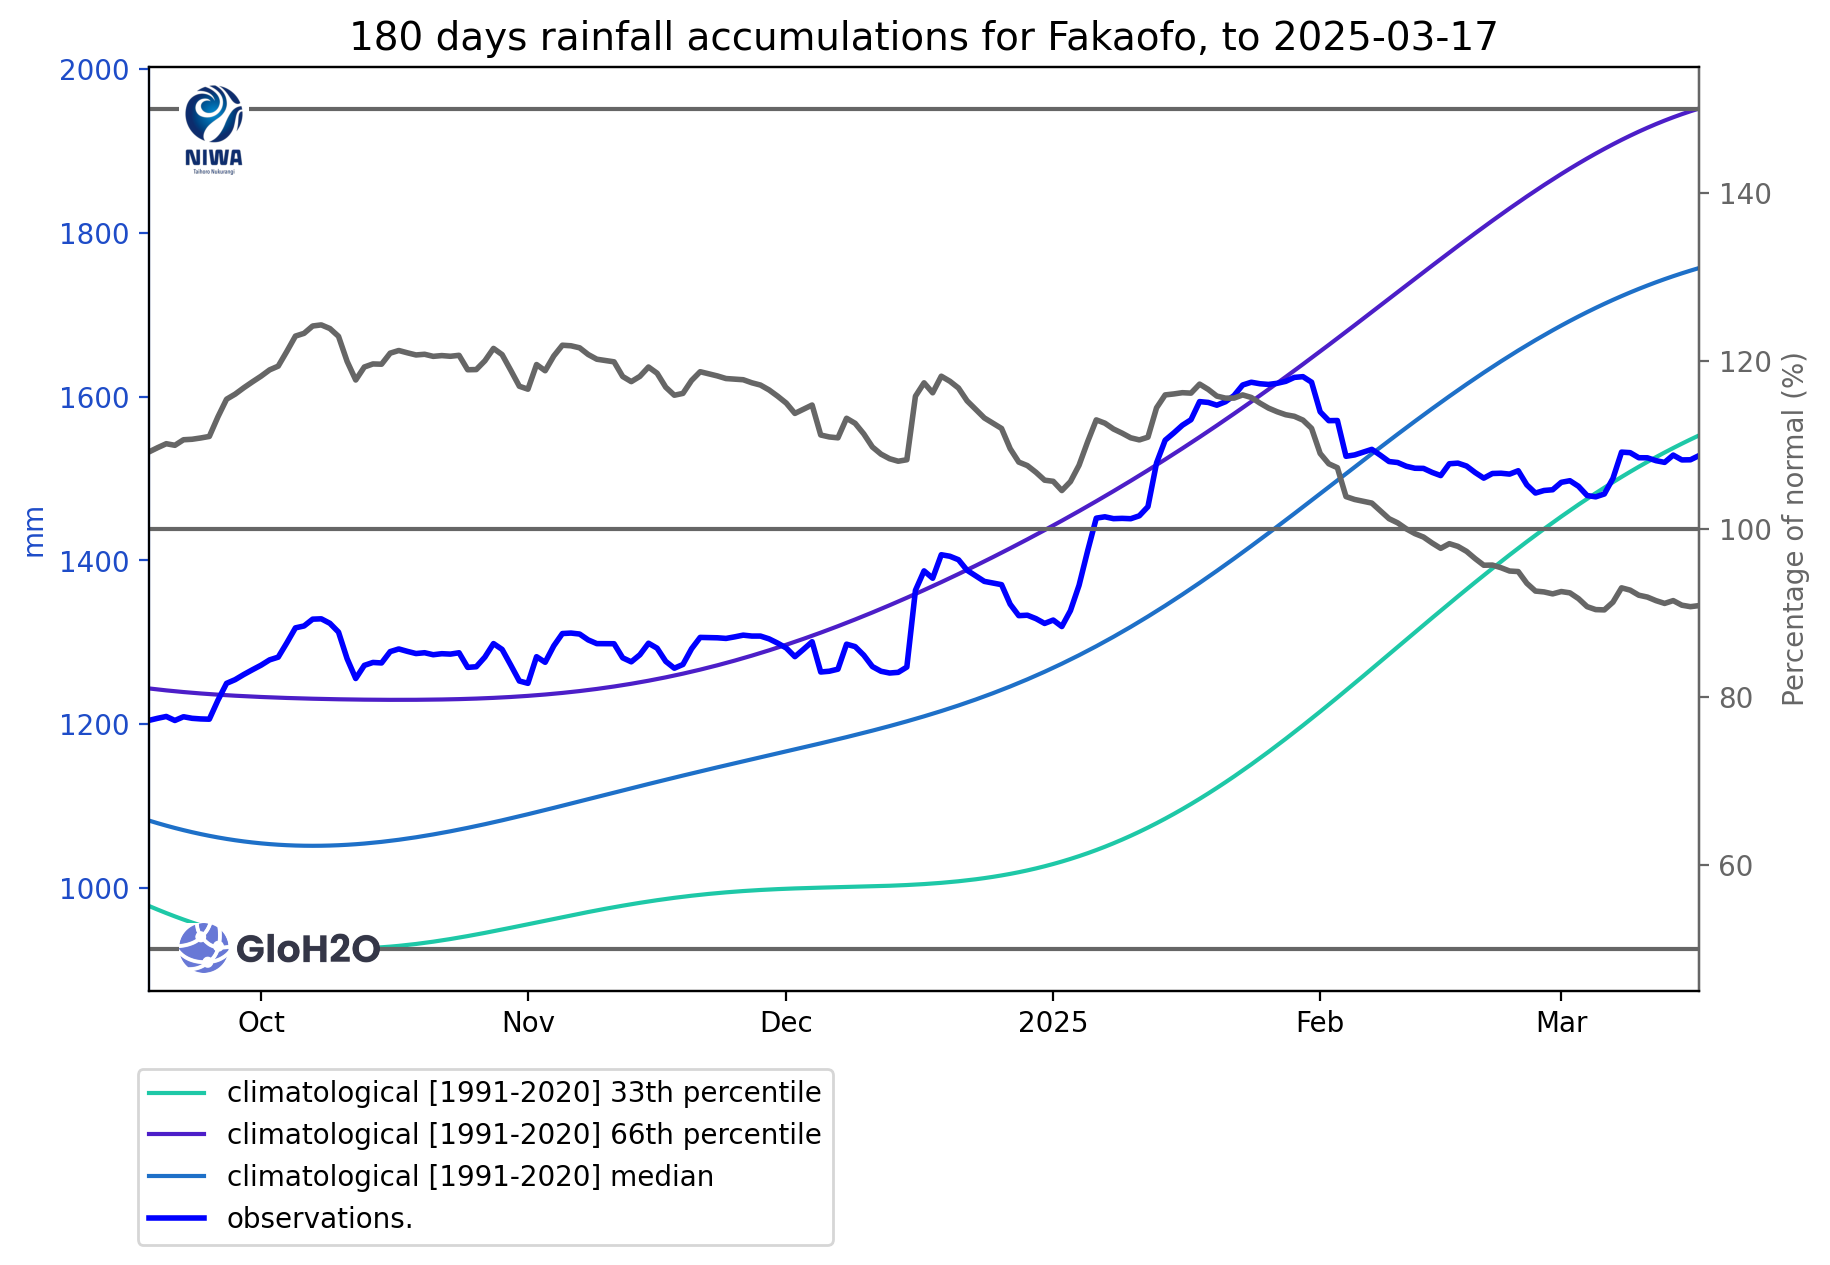 180 days rainfall accumulations for Fakaofo, to 2025-03-17
2000
1800
1600
1400
1200
1000
mm
NIWA
Taihoro Nukurangi
GloH2O
140
120
100
80
60
Percentage of normal (%)
Oct
Nov
Dec
2025
Feb
Mar
climatological [1991-2020] 33th percentile
climatological [1991-2020] 66th percentile
climatological [1991-2020] median
observations.